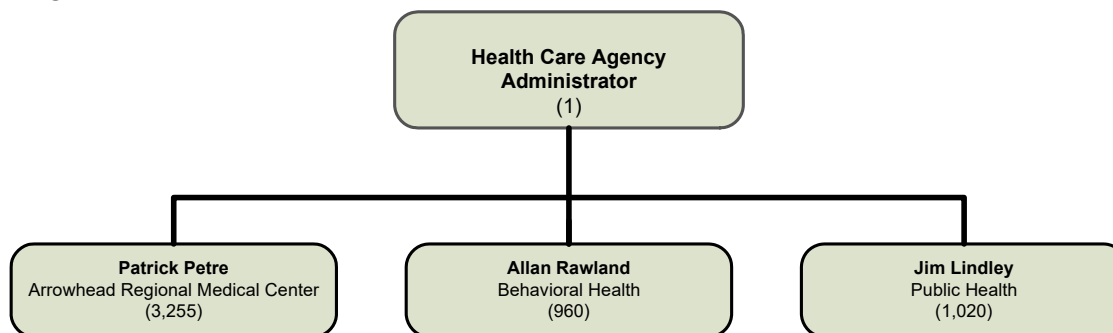 Health Care Agency
Administrator
(1)
Patrick Petre
Arrowhead Regional Medical Center
(3,255)
Allan Rawland
Behavioral Health
(960)
Jim Lindley
Public Health
(1,020)